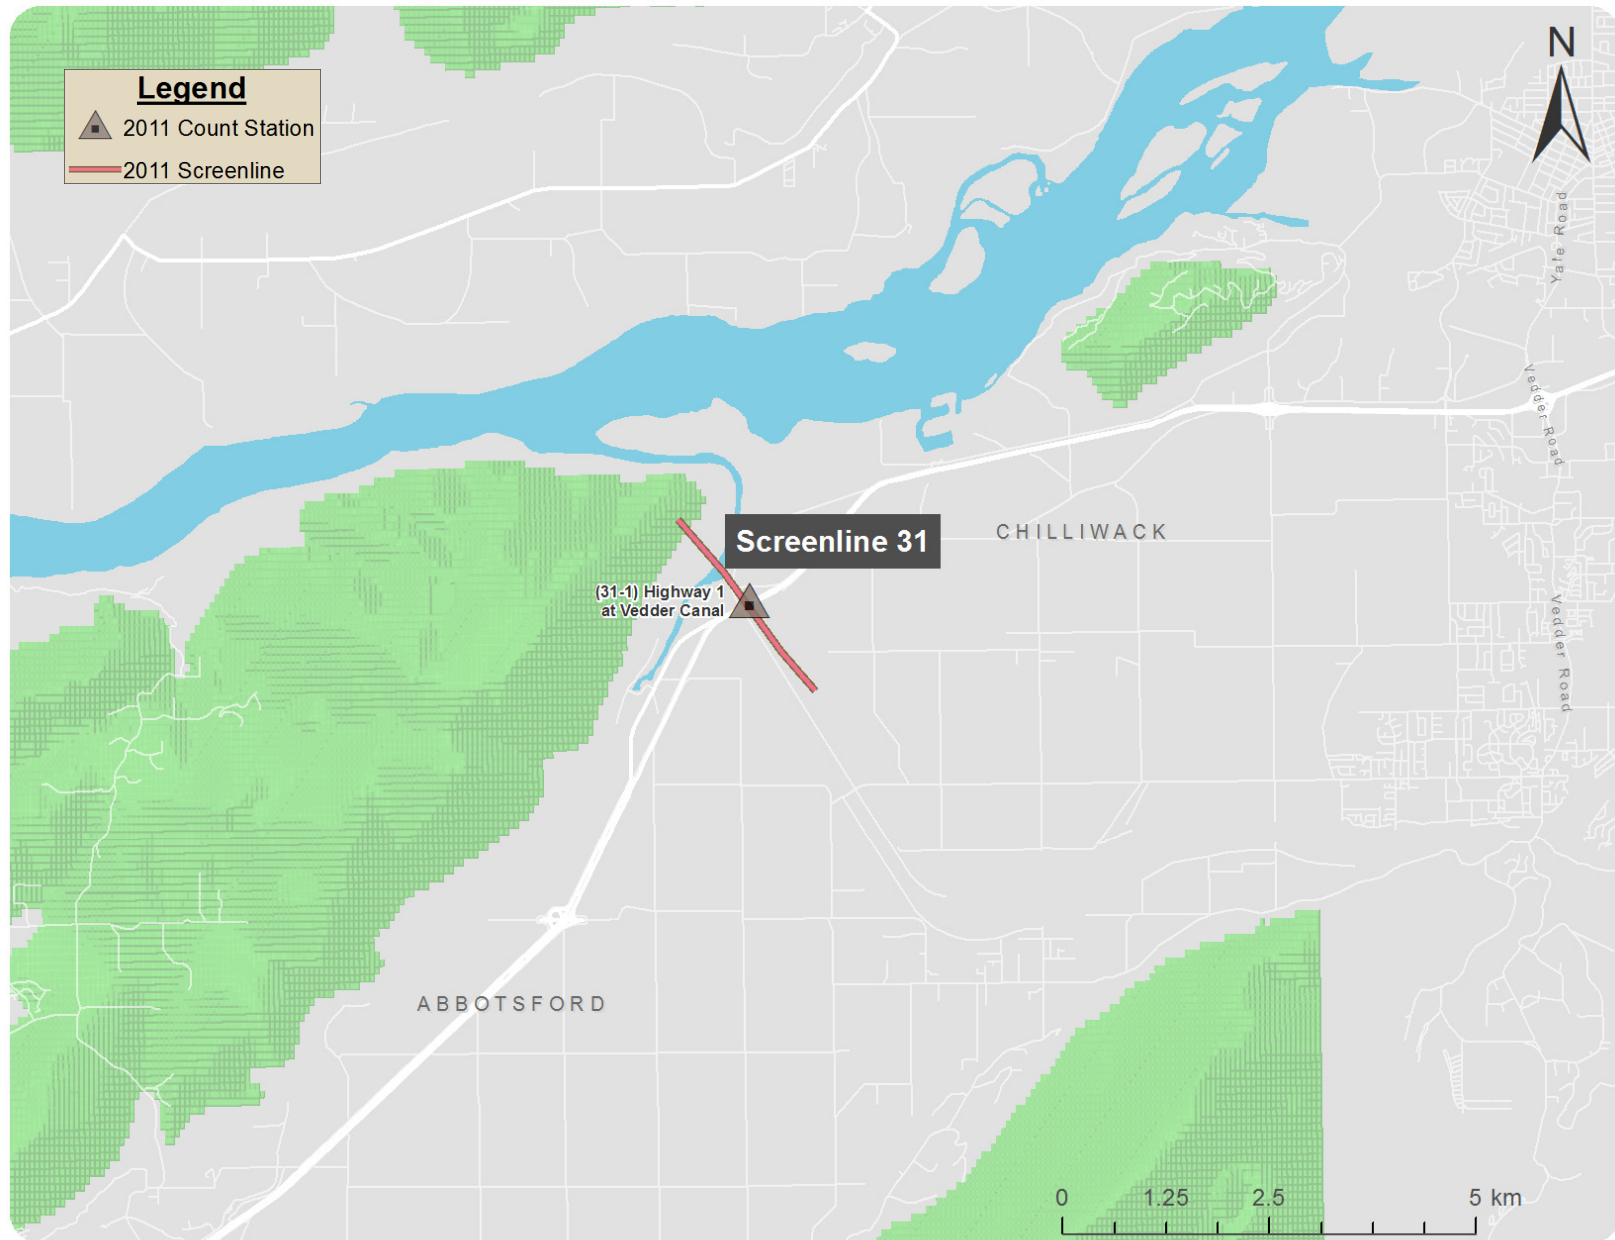 Legend
2011 Count Station
2011 Screenline
N
Yale Road
Vedder Road
CHILLIWACK
Screenline 31
(31-1) Highway 1
at Vedder Canal
Vedder Road
ABBOTSFORD
0 1.25 2.5 5 km